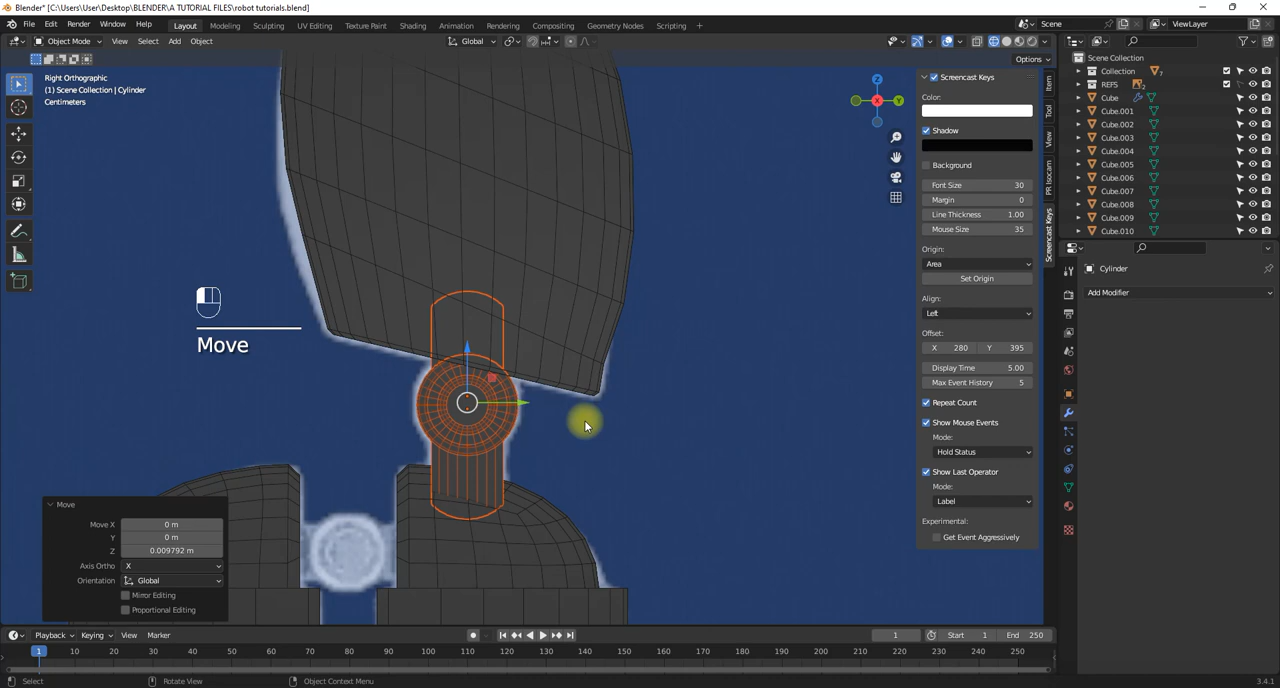 Blender* [C:\Users\User\Desktop\BLENDER\A TUTORIAL FILES\robot tutorials.blend]
File Edit Render Window Help Layout Modeling Sculpting UV Editing Texture Paint Shading Animation Rendering Compositing Geometry Nodes Scripting + Scene ViewLayer
Object Mode View Select Add Object Global
Options
Right Orthographic
(1) Scene Collection | Cylinder
Centimeters
Z
Y
X
Move
Move
Move X 0 m
Y 0 m
Z 0.009792 m
Axis Ortho X
Orientation Global
Mirror Editing
Proportional Editing
Screencast Keys
Color:
Shadow
Background
Font Size 30
Margin 0
Line Thickness 1.00
Mouse Size 35
Origin:
Area
Set Origin
Align:
Left
Offset:
X 280 Y 395
Display Time 5.00
Max Event History 5
Repeat Count
Show Mouse Events
Mode:
Hold Status
Show Last Operator
Mode:
Label
Experimental:
Get Event Aggressively
Item
Tool
View
PR Isocam
Screencast Keys
Scene Collection
Collection 7
REFS 2
Cube
Cube.001
Cube.002
Cube.003
Cube.004
Cube.005
Cube.006
Cube.007
Cube.008
Cube.009
Cube.010
Cylinder
Add Modifier
Playback Keying View Marker 1 Start 1 End 250
1 10 20 30 40 50 60 70 80 90 100 110 120 130 140 150 160 170 180 190 200 210 220 230 240 250
Select Rotate View Object Context Menu 3.4.1